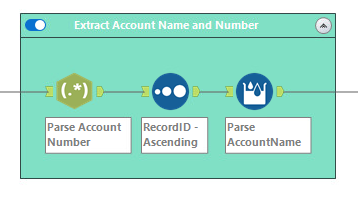 Extract Account Name and Number
(.*)
Parse Account
Number
RecordID -
Ascending
Parse
AccountName